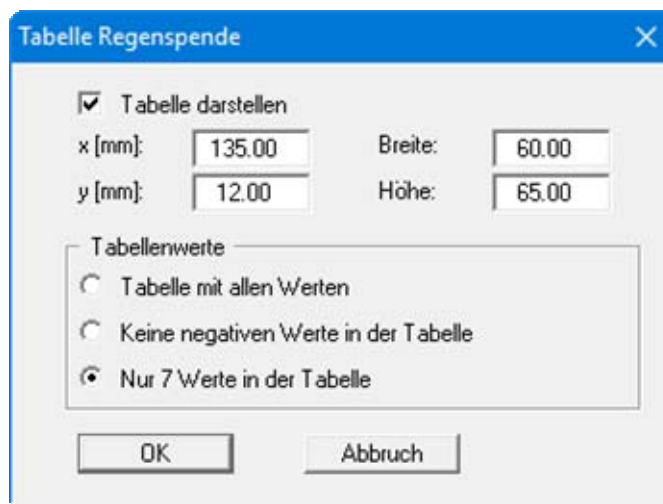 Tabelle Regenspende
Tabelle darstellen
x [mm]: 135.00 Breite: 60.00
y [mm]: 12.00 Höhe: 65.00
Tabellenwerte
Tabelle mit allen Werten
Keine negativen Werte in der Tabelle
Nur 7 Werte in der Tabelle
OK Abbruch